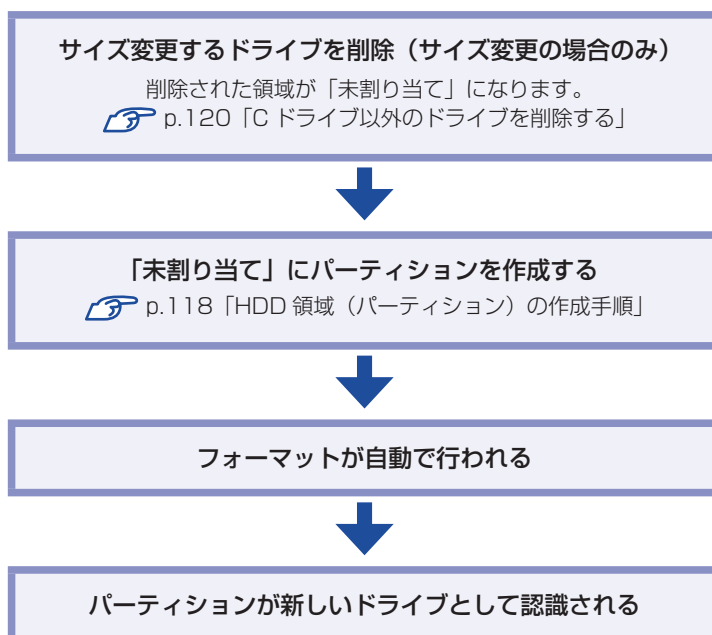 サイズ変更するドライブを削除（サイズ変更の場合のみ）
削除された領域が「未割り当て」になります。
p.120「C ドライブ以外のドライブを削除する」
「未割り当て」にパーティションを作成する
p.118「HDD 領域（パーティション）の作成手順」
フォーマットが自動で行われる
パーティションが新しいドライブとして認識される